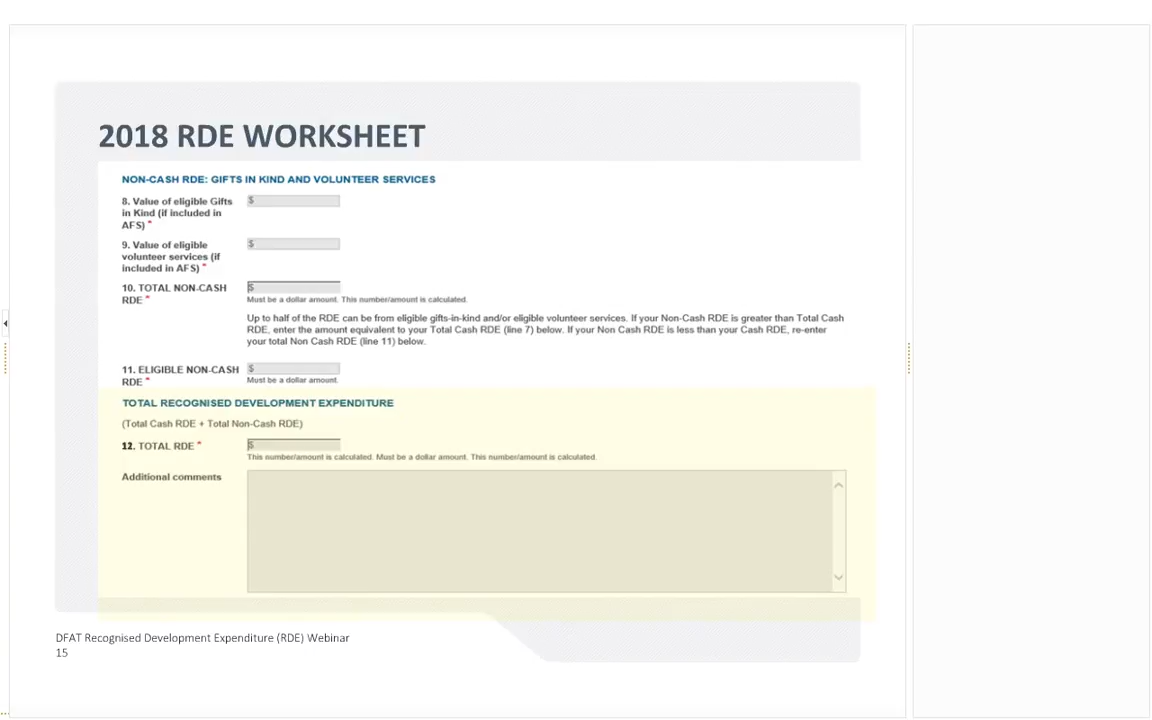 2018 RDE WORKSHEET
NON-CASH RDE: GIFTS IN KIND AND VOLUNTEER SERVICES
8. Value of eligible Gifts
in Kind (if included in
AFS) *
$
9. Value of eligible
volunteer services (if
included in AFS) *
$
10. TOTAL NON-CASH
RDE *
$
Must be a dollar amount. This number/amount is calculated.
Up to half of the RDE can be from eligible gifts-in-kind and/or eligible volunteer services. If your Non-Cash RDE is greater than Total Cash
RDE, enter the amount equivalent to your Total Cash RDE (line 7) below. If your Non Cash RDE is less than your Cash RDE, re-enter
your total Non Cash RDE (line 11) below.
11. ELIGIBLE NON-CASH
RDE *
$
Must be a dollar amount.
TOTAL RECOGNISED DEVELOPMENT EXPENDITURE
(Total Cash RDE + Total Non-Cash RDE)
12. TOTAL RDE *
$
This number/amount is calculated. Must be a dollar amount. This number/amount is calculated.
Additional comments
DFAT Recognised Development Expenditure (RDE) Webinar
15